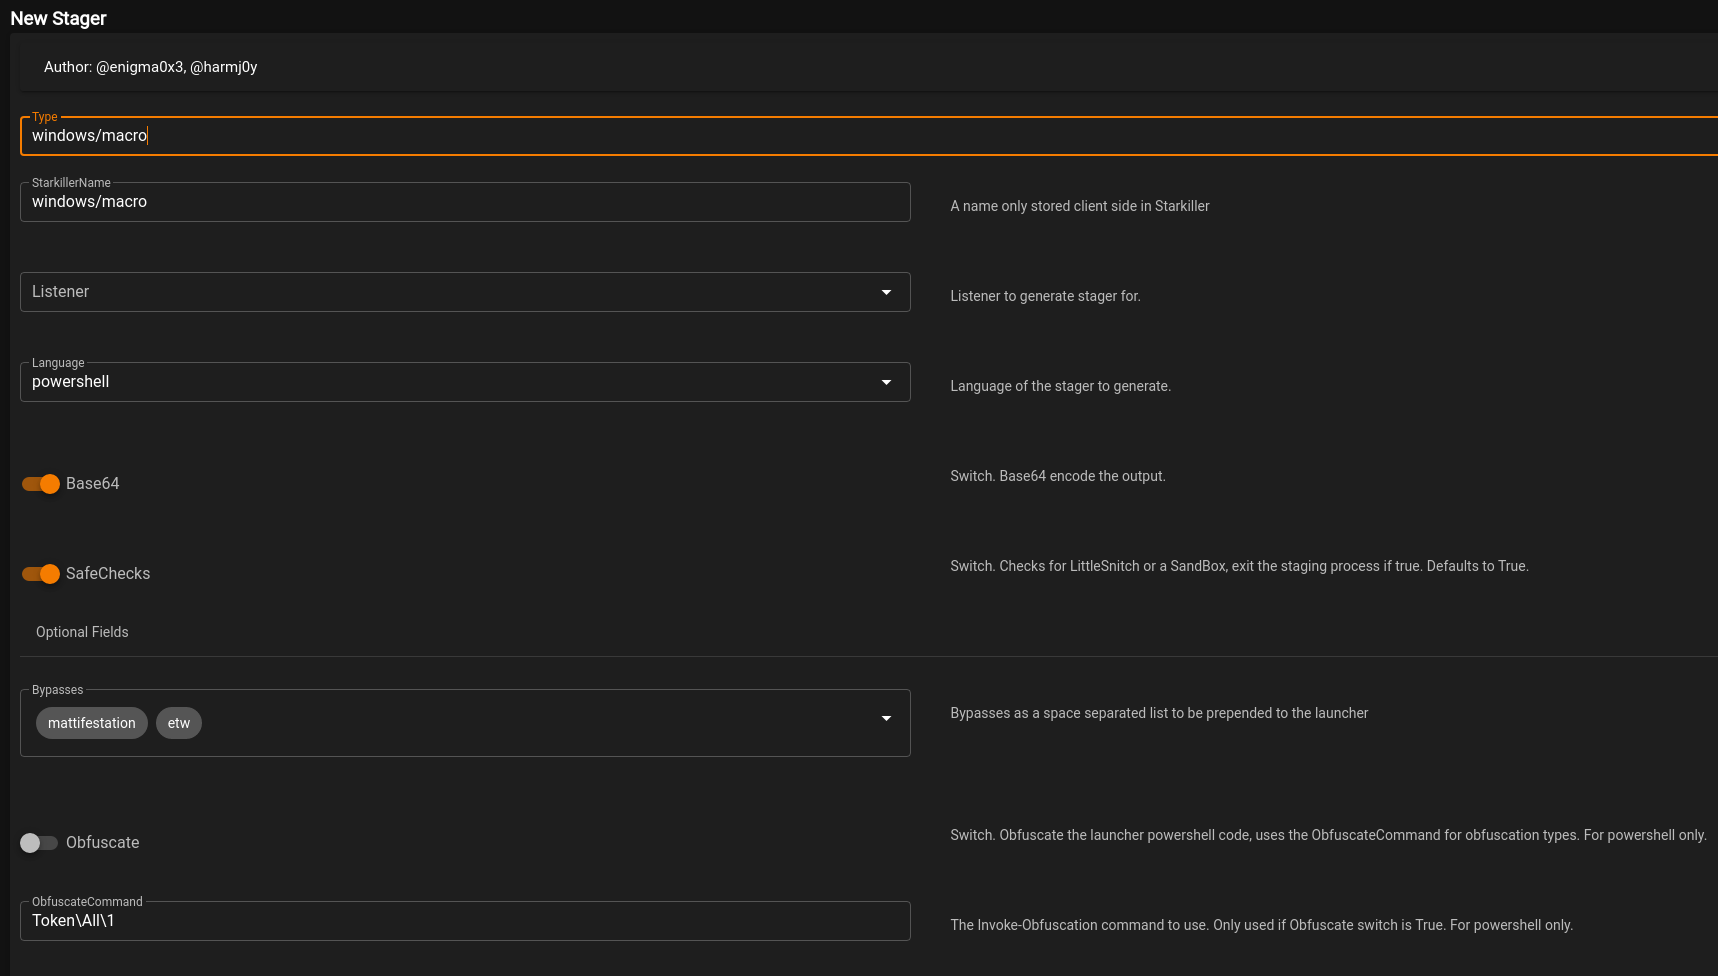 New Stager
Author: @enigma0x3, @harmj0y
Type
windows/macro
StarkillerName
windows/macro
A name only stored client side in Starkiller
Listener
Listener to generate stager for.
Language
powershell
Language of the stager to generate.
Base64
Switch. Base64 encode the output.
SafeChecks
Switch. Checks for LittleSnitch or a SandBox, exit the staging process if true. Defaults to True.
Optional Fields
Bypasses
mattifestation etw
Bypasses as a space separated list to be prepended to the launcher
Obfuscate
Switch. Obfuscate the launcher powershell code, uses the ObfuscateCommand for obfuscation types. For powershell only.
ObfuscateCommand
Token\All\1
The Invoke-Obfuscation command to use. Only used if Obfuscate switch is True. For powershell only.